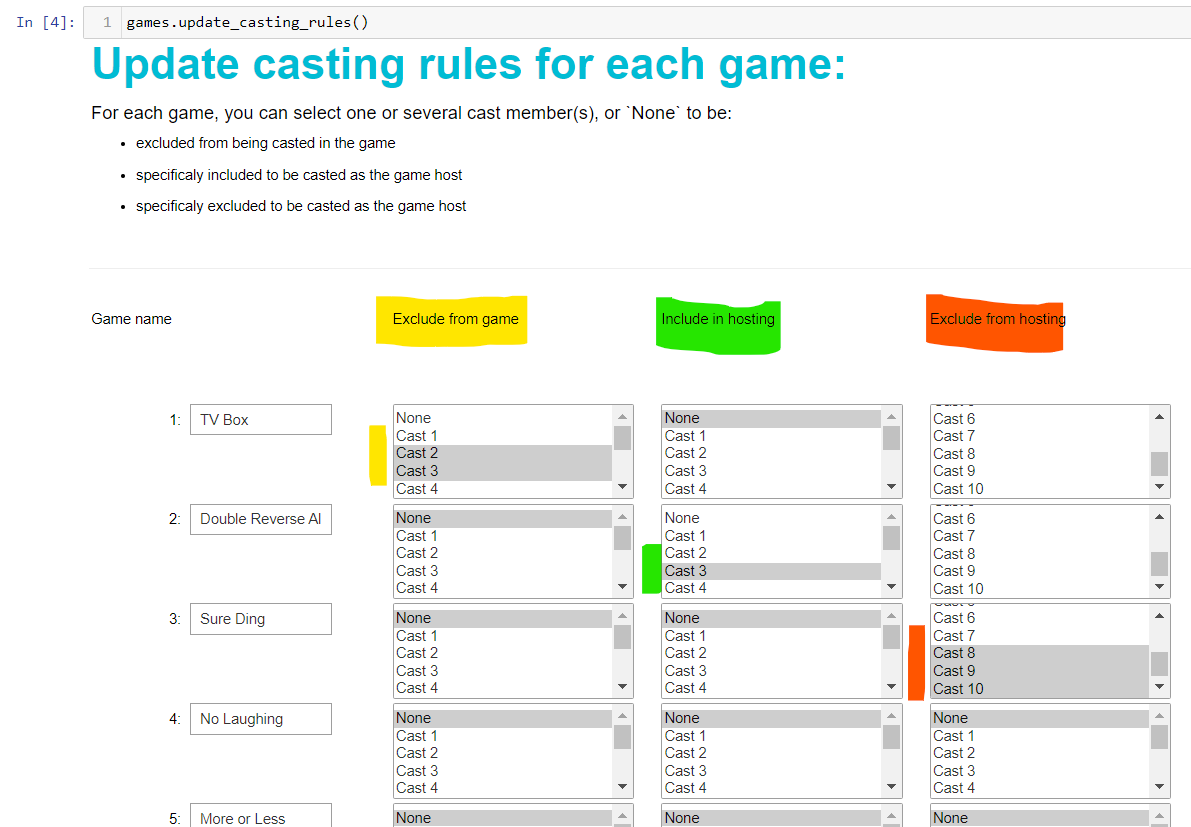 In [4]: 1 games.update_casting_rules()
Update casting rules for each game:
For each game, you can select one or several cast member(s), or `None` to be:
• excluded from being casted in the game
• specificaly included to be casted as the game host
• specificaly excluded to be casted as the game host
Game name Exclude from game Include in hosting Exclude from hosting
1: TV Box
None
Cast 1
Cast 2
Cast 3
Cast 4
None
Cast 1
Cast 2
Cast 3
Cast 4
Cast 6
Cast 7
Cast 8
Cast 9
Cast 10
2: Double Reverse Al
None
Cast 1
Cast 2
Cast 3
Cast 4
None
Cast 1
Cast 2
Cast 3
Cast 4
Cast 6
Cast 7
Cast 8
Cast 9
Cast 10
3: Sure Ding
None
Cast 1
Cast 2
Cast 3
Cast 4
None
Cast 1
Cast 2
Cast 3
Cast 4
Cast 6
Cast 7
Cast 8
Cast 9
Cast 10
4: No Laughing
None
Cast 1
Cast 2
Cast 3
Cast 4
None
Cast 1
Cast 2
Cast 3
Cast 4
None
Cast 1
Cast 2
Cast 3
Cast 4
5: More or Less
None
None
None